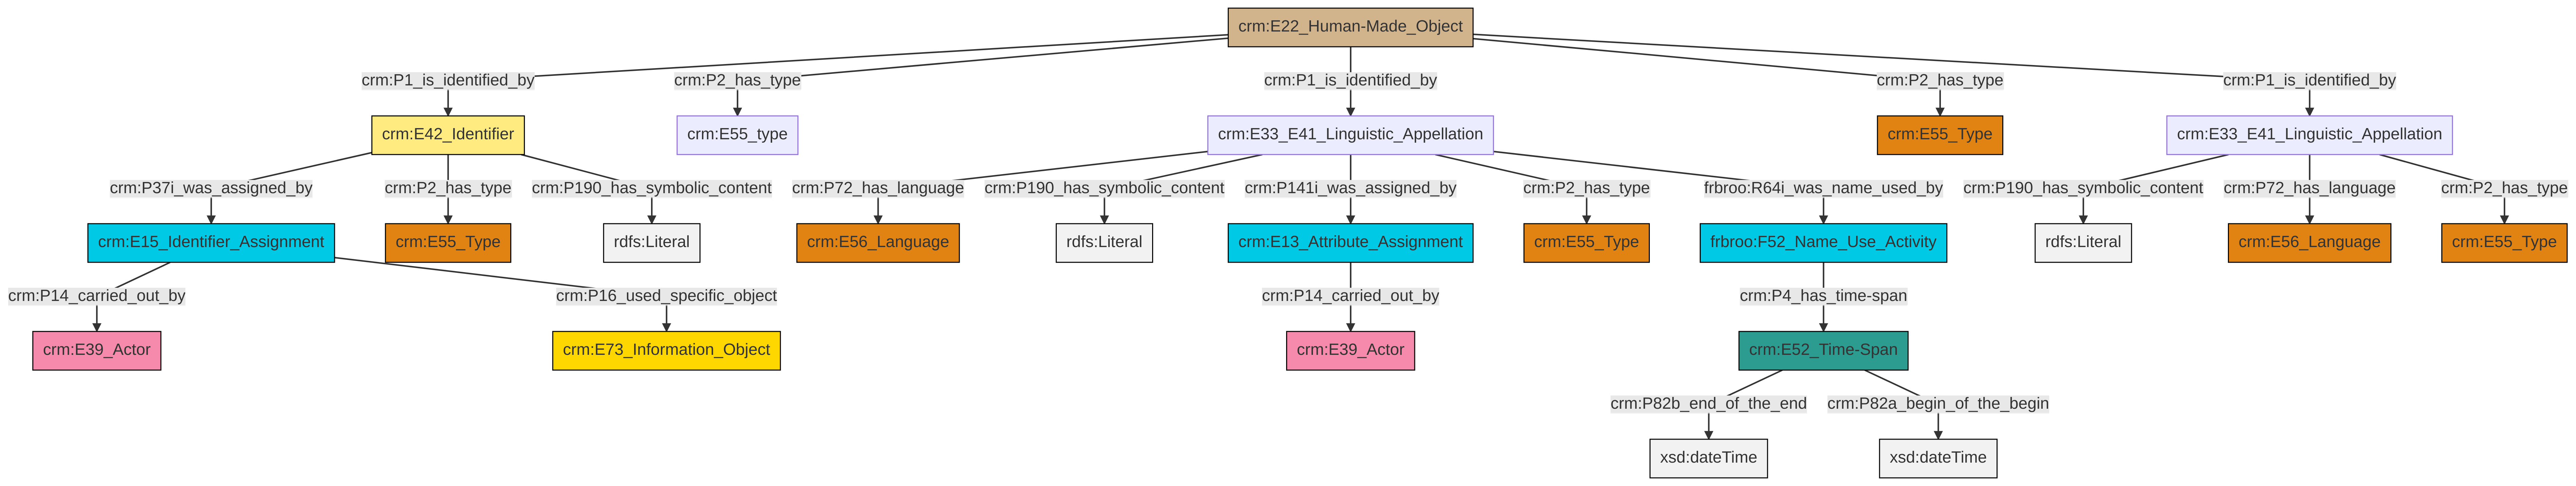 crm:E22_Human-Made_Object
crm:P1_is_identified_by
crm:P2_has_type
crm:P1_is_identified_by
crm:P2_has_type
crm:P1_is_identified_by
crm:E42_Identifier
crm:E55_type
crm:E33_E41_Linguistic_Appellation
crm:E55_Type
crm:E33_E41_Linguistic_Appellation
crm:P37i_was_assigned_by
crm:P2_has_type
crm:P190_has_symbolic_content
crm:P72_has_language
crm:P190_has_symbolic_content
crm:P141i_was_assigned_by
crm:P2_has_type
frbroo:R64i_was_name_used_by
crm:P190_has_symbolic_content
crm:P72_has_language
crm:P2_has_type
crm:E15_Identifier_Assignment
crm:E55_Type
rdfs:Literal
crm:E56_Language
rdfs:Literal
crm:E13_Attribute_Assignment
crm:E55_Type
frbroo:F52_Name_Use_Activity
rdfs:Literal
crm:E56_Language
crm:E55_Type
crm:P14_carried_out_by
crm:P16_used_specific_object
crm:P14_carried_out_by
crm:P4_has_time-span
crm:E39_Actor
crm:E73_Information_Object
crm:E39_Actor
crm:E52_Time-Span
crm:P82b_end_of_the_end
crm:P82a_begin_of_the_begin
xsd:dateTime
xsd:dateTime